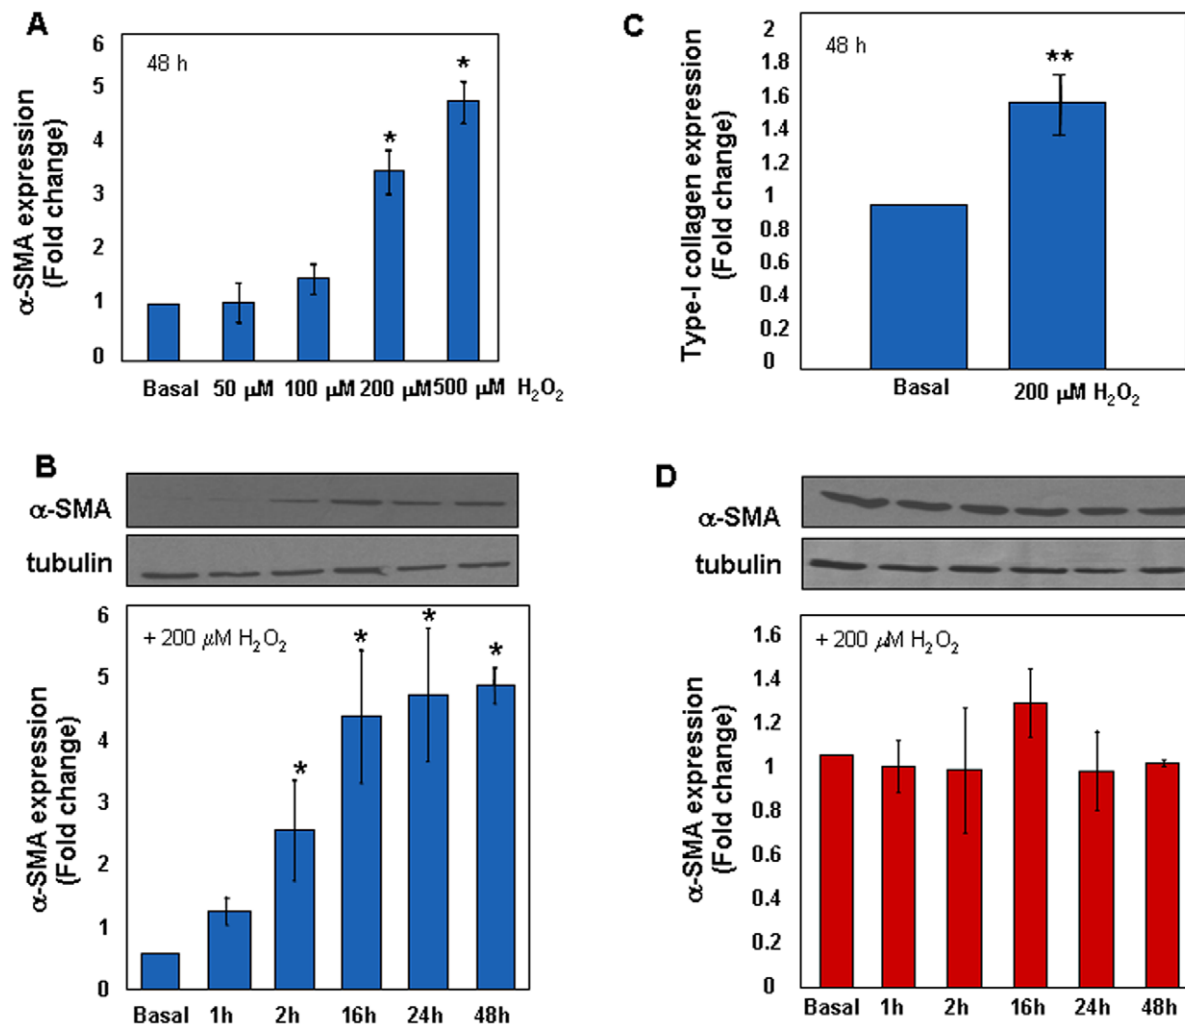 A
6
5
4
3
2
1
0
α-SMA expression
(Fold change)
48 h
*
*
Basal 50 µM 100 µM 200 µM 500 µM H₂O₂
C
2
1.8
1.6
1.4
1.2
1
0.8
0.6
0.4
0.2
0
Type-I collagen expression
(Fold change)
48 h
**
Basal 200 µM H₂O₂
B
α-SMA
tubulin
6
5
4
3
2
1
0
α-SMA expression
(Fold change)
+ 200 µM H₂O₂
* * * *
Basal 1h 2h 16h 24h 48h
D
α-SMA
tubulin
1.6
1.4
1.2
1
0.8
0.6
0.4
0.2
0
α-SMA expression
(Fold change)
+ 200 µM H₂O₂
Basal 1h 2h 16h 24h 48h